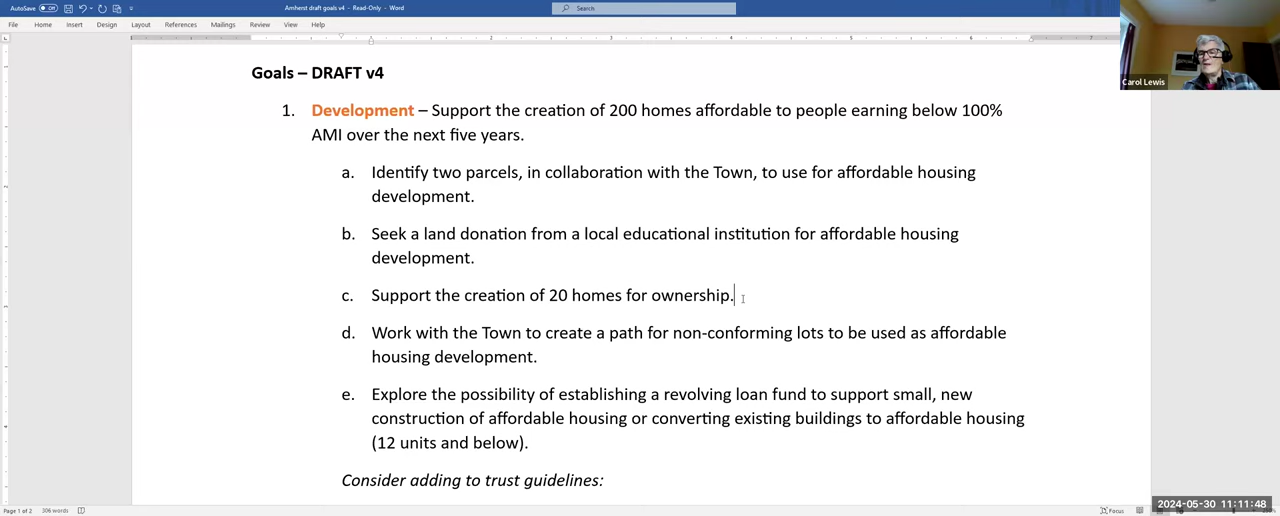 AutoSave Off
Amherst draft goals v4 - Read-Only - Word
Search
File Home Insert Design Layout References Mailings Review View Help
Carol Lewis
Goals – DRAFT v4
1. Development – Support the creation of 200 homes affordable to people earning below 100%
AMI over the next five years.
a. Identify two parcels, in collaboration with the Town, to use for affordable housing
development.
b. Seek a land donation from a local educational institution for affordable housing
development.
c. Support the creation of 20 homes for ownership.
d. Work with the Town to create a path for non-conforming lots to be used as affordable
housing development.
e. Explore the possibility of establishing a revolving loan fund to support small, new
construction of affordable housing or converting existing buildings to affordable housing
(12 units and below).
Consider adding to trust guidelines:
Page 1 of 2 306 words
Focus
2024-05-30 11:11:48